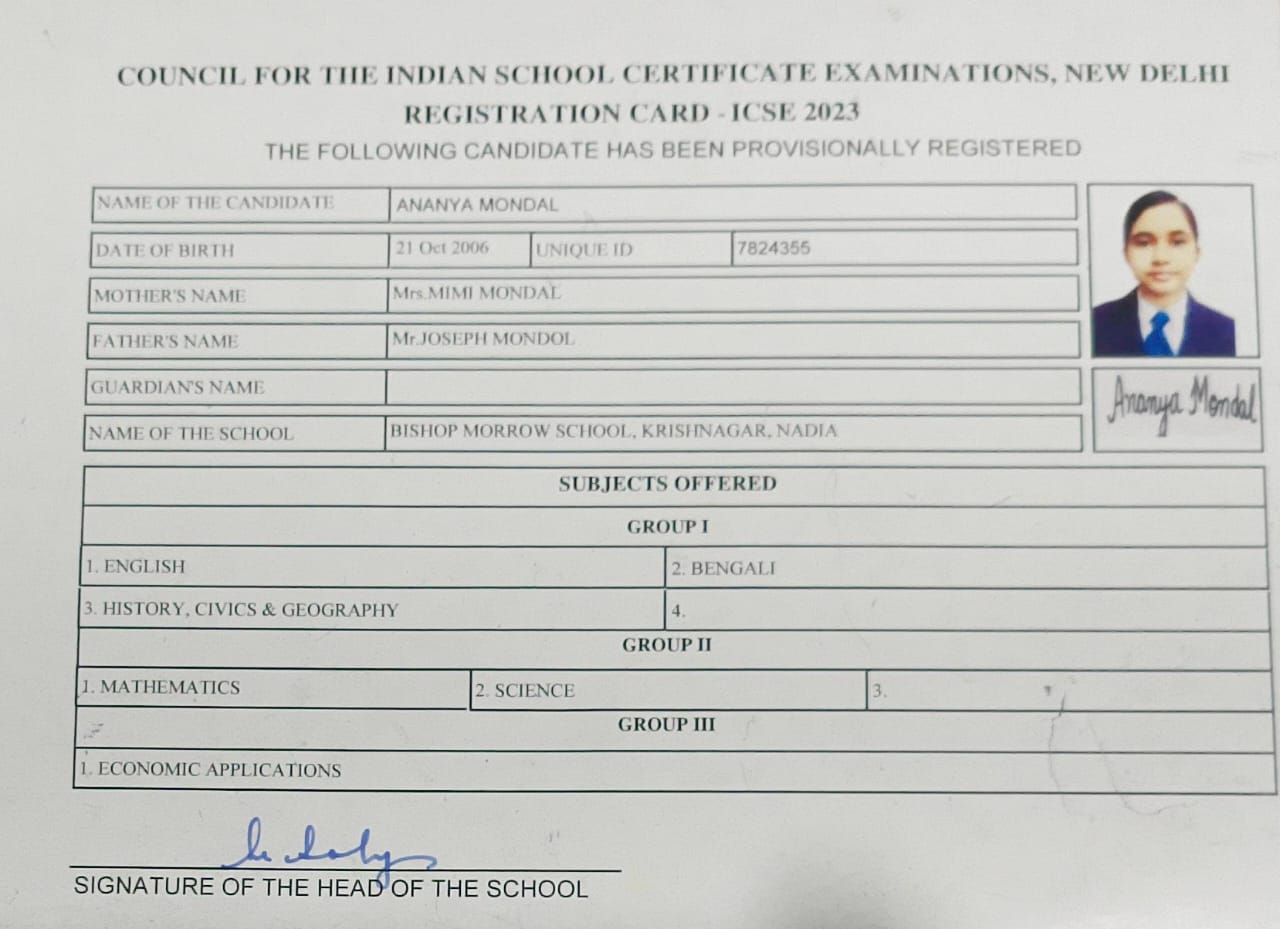 COUNCIL FOR THE INDIAN SCHOOL CERTIFICATE EXAMINATIONS, NEW DELHI
REGISTRATION CARD - ICSE 2023
THE FOLLOWING CANDIDATE HAS BEEN PROVISIONALLY REGISTERED
NAME OF THE CANDIDATE ANANYA MONDAL
DATE OF BIRTH 21 Oct 2006 UNIQUE ID 7824355
MOTHER'S NAME Mrs.MIMI MONDAL
FATHER'S NAME Mr.JOSEPH MONDOL
GUARDIAN'S NAME
Ananya Mondal
NAME OF THE SCHOOL BISHOP MORROW SCHOOL, KRISHNAGAR, NADIA
SUBJECTS OFFERED
GROUP I
1. ENGLISH 2. BENGALI
3. HISTORY, CIVICS & GEOGRAPHY 4.
GROUP II
1. MATHEMATICS 2. SCIENCE 3.
GROUP III
1. ECONOMIC APPLICATIONS
SIGNATURE OF THE HEAD OF THE SCHOOL